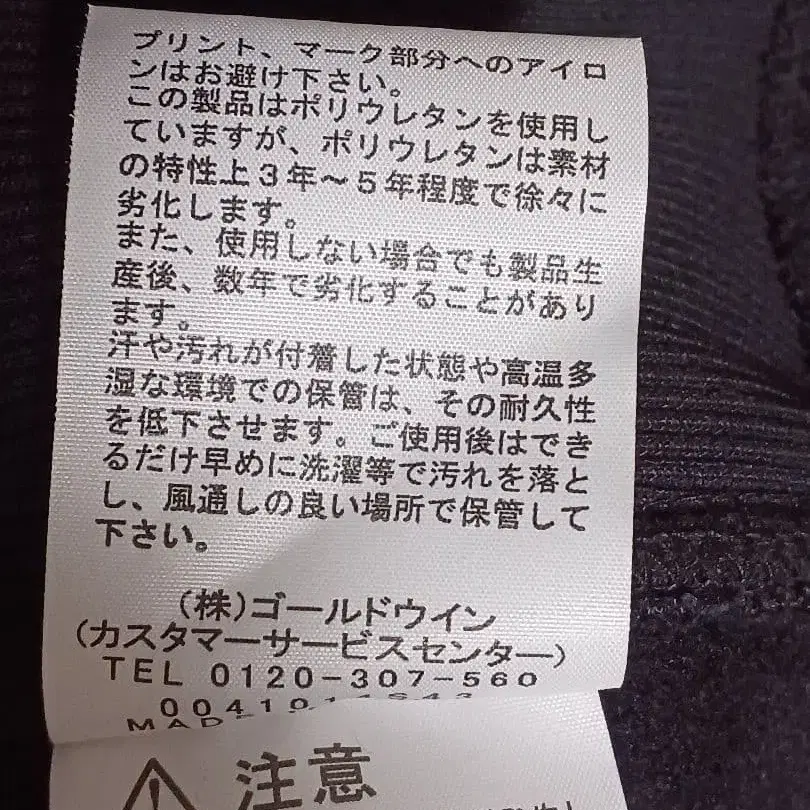 プリント、マーク部分へのアイロ
ンはお避け下さい。
この製品はポリウレタンを使用し
ていますが、ポリウレタンは素材
の特性上3年～5年程度で徐々に
劣化します。
また、使用しない場合でも製品生
産後、数年で劣化することがあり
ます。
汗や汚れが付着した状態や高温多
湿な環境での保管は、その耐久性
を低下させます。ご使用後はでき
るだけ早めに洗濯等で汚れを落と
し、風通しの良い場所で保管して
下さい。
(株)ゴールドウイン
(カスタマーサービスセンター)
TEL 0120-307-560
注意